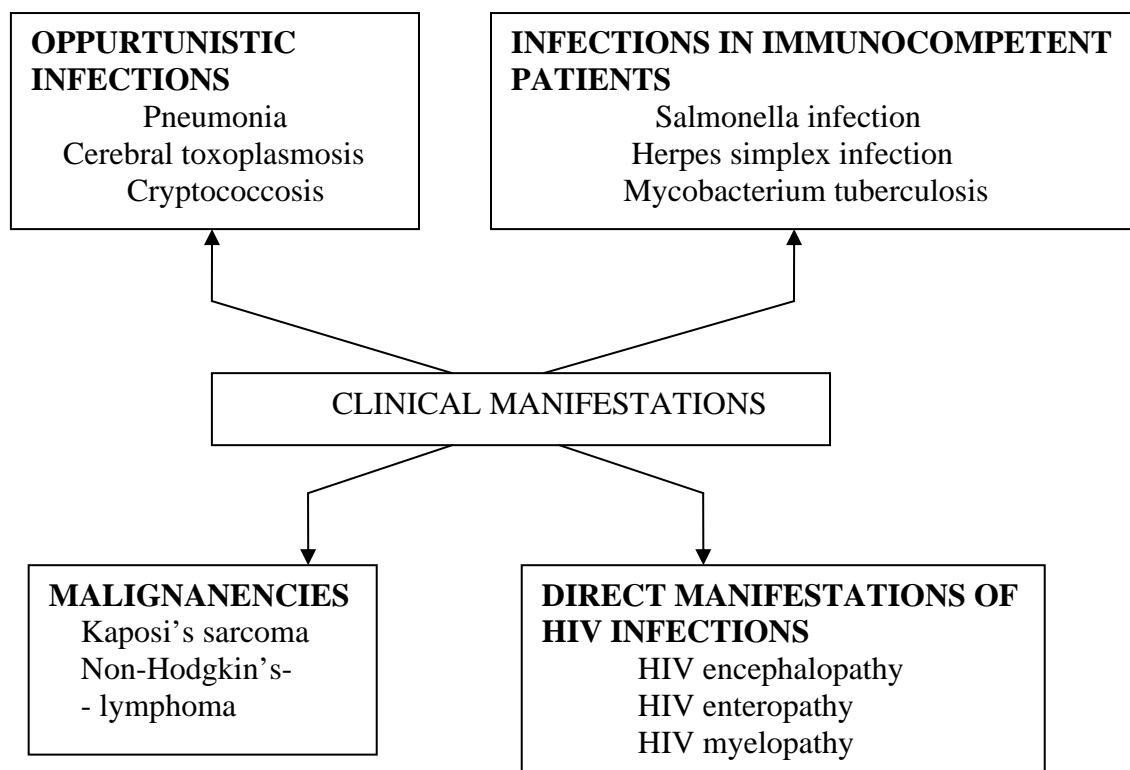 OPPURTUNISTIC
INFECTIONS
Pneumonia
Cerebral toxoplasmosis
Cryptococcosis
INFECTIONS IN IMMUNOCOMPETENT
PATIENTS
Salmonella infection
Herpes simplex infection
Mycobacterium tuberculosis
CLINICAL MANIFESTATIONS
MALIGNANENCIES
Kaposi’s sarcoma
Non-Hodgkin’s-
- lymphoma
DIRECT MANIFESTATIONS OF
HIV INFECTIONS
HIV encephalopathy
HIV enteropathy
HIV myelopathy